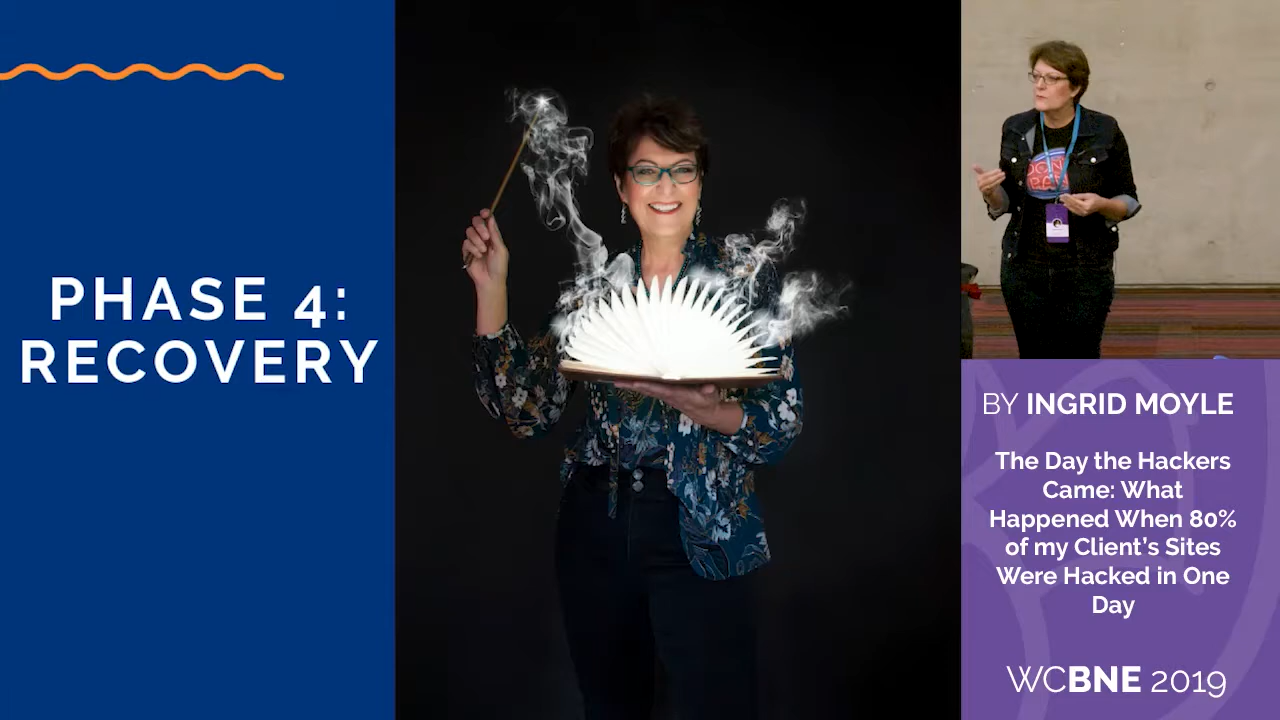 PHASE 4:
RECOVERY
BY INGRID MOYLE
The Day the Hackers
Came: What
Happened When 80%
of my Client's Sites
Were Hacked in One
Day
WCBNE 2019